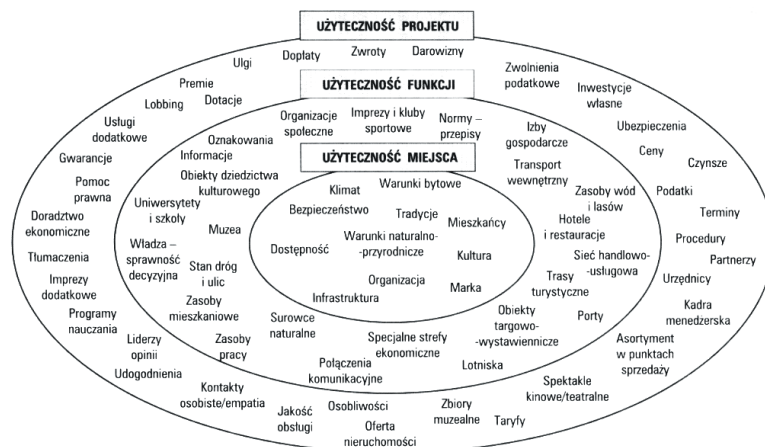 UŻYTECZNOŚĆ PROJEKTU
Ulgi
Dopłaty
Zwroty
Darowizny
Premie
Zwolnienia
podatkowe
Lobbing
Dotacje
Inwestycje
własne
Usługi
dodatkowe
Ubezpieczenia
Gwarancje
Ceny
Czynsze
Pomoc
prawna
Podatki
Doradztwo
ekonomiczne
Terminy
Tłumaczenia
Procedury
Partnerzy
Imprezy
dodatkowe
Urzędnicy
Programy
nauczania
Kadra
menedżerska
Liderzy
opinii
Asortyment
w punktach
sprzedaży
Udogodnienia
Kontakty
osobiste/empatia
Spektakle
kinowe/teatralne
Jakość
obsługi
Osobliwości
Oferta
nieruchomości
Zbiory
muzealne
Taryfy
UŻYTECZNOŚĆ FUNKCJI
Organizacje
społeczne
Imprezy i kluby
sportowe
Normy –
przepisy
Izby
gospodarcze
Oznakowania
Informacje
Obiekty dziedzictwa
kulturowego
Transport
wewnętrzny
Uniwersytety
i szkoły
Muzea
Zasoby wód
i lasów
Hotele
i restauracje
Władza –
sprawność
decyzyjna
Stan dróg
i ulic
Sieć handlowo-
-usługowa
Trasy
turystyczne
Zasoby
mieszkaniowe
Surowce
naturalne
Zasoby
pracy
Specjalne strefy
ekonomiczne
Obiekty
targowo-
-wystawiennicze
Porty
Połączenia
komunikacyjne
Lotniska
UŻYTECZNOŚĆ MIEJSCA
Klimat
Warunki bytowe
Bezpieczeństwo
Tradycje
Mieszkańcy
Dostępność
Warunki naturalno-
-przyrodnicze
Kultura
Organizacja
Marka
Infrastruktura